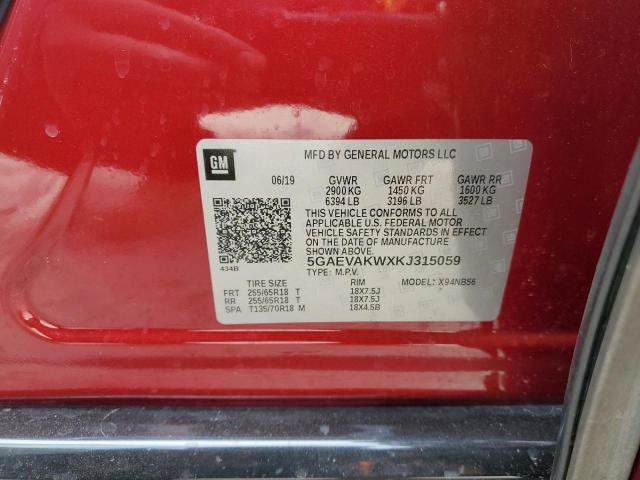 GM
MFD BY GENERAL MOTORS LLC
06/19 GVWR GAWR FRT GAWR RR
2900 KG 1450 KG 1600 KG
6394 LB 3196 LB 3527 LB
THIS VEHICLE CONFORMS TO ALL
APPLICABLE U.S. FEDERAL MOTOR
VEHICLE SAFETY STANDARDS IN EFFECT
ON THE DATE OF MANUFACTURE
SHOWN ABOVE.
5GAEVAKWXKJ315059
434B TYPE: M.P.V.
TIRE SIZE RIM MODEL: X94NB56
FRT 255/65R18 T 18X7.5J
RR 255/65R18 T 18X7.5J
SPA T135/70R18 M 18X4.5B